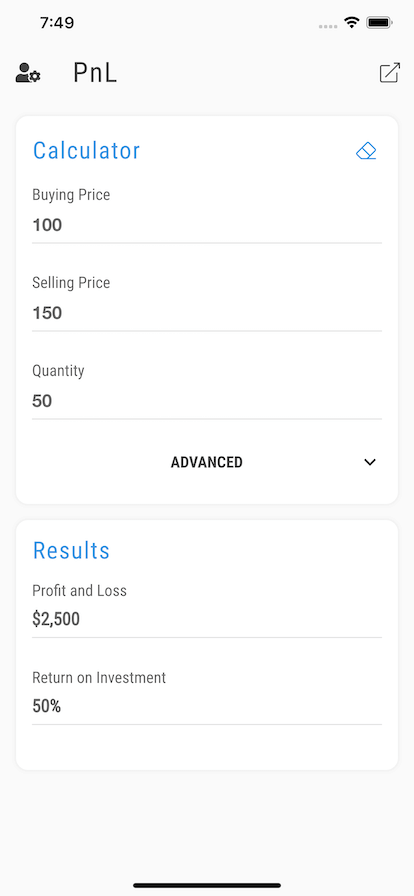 7:49
PnL
Calculator
Buying Price
100
Selling Price
150
Quantity
50
ADVANCED
Results
Profit and Loss
$2,500
Return on Investment
50%